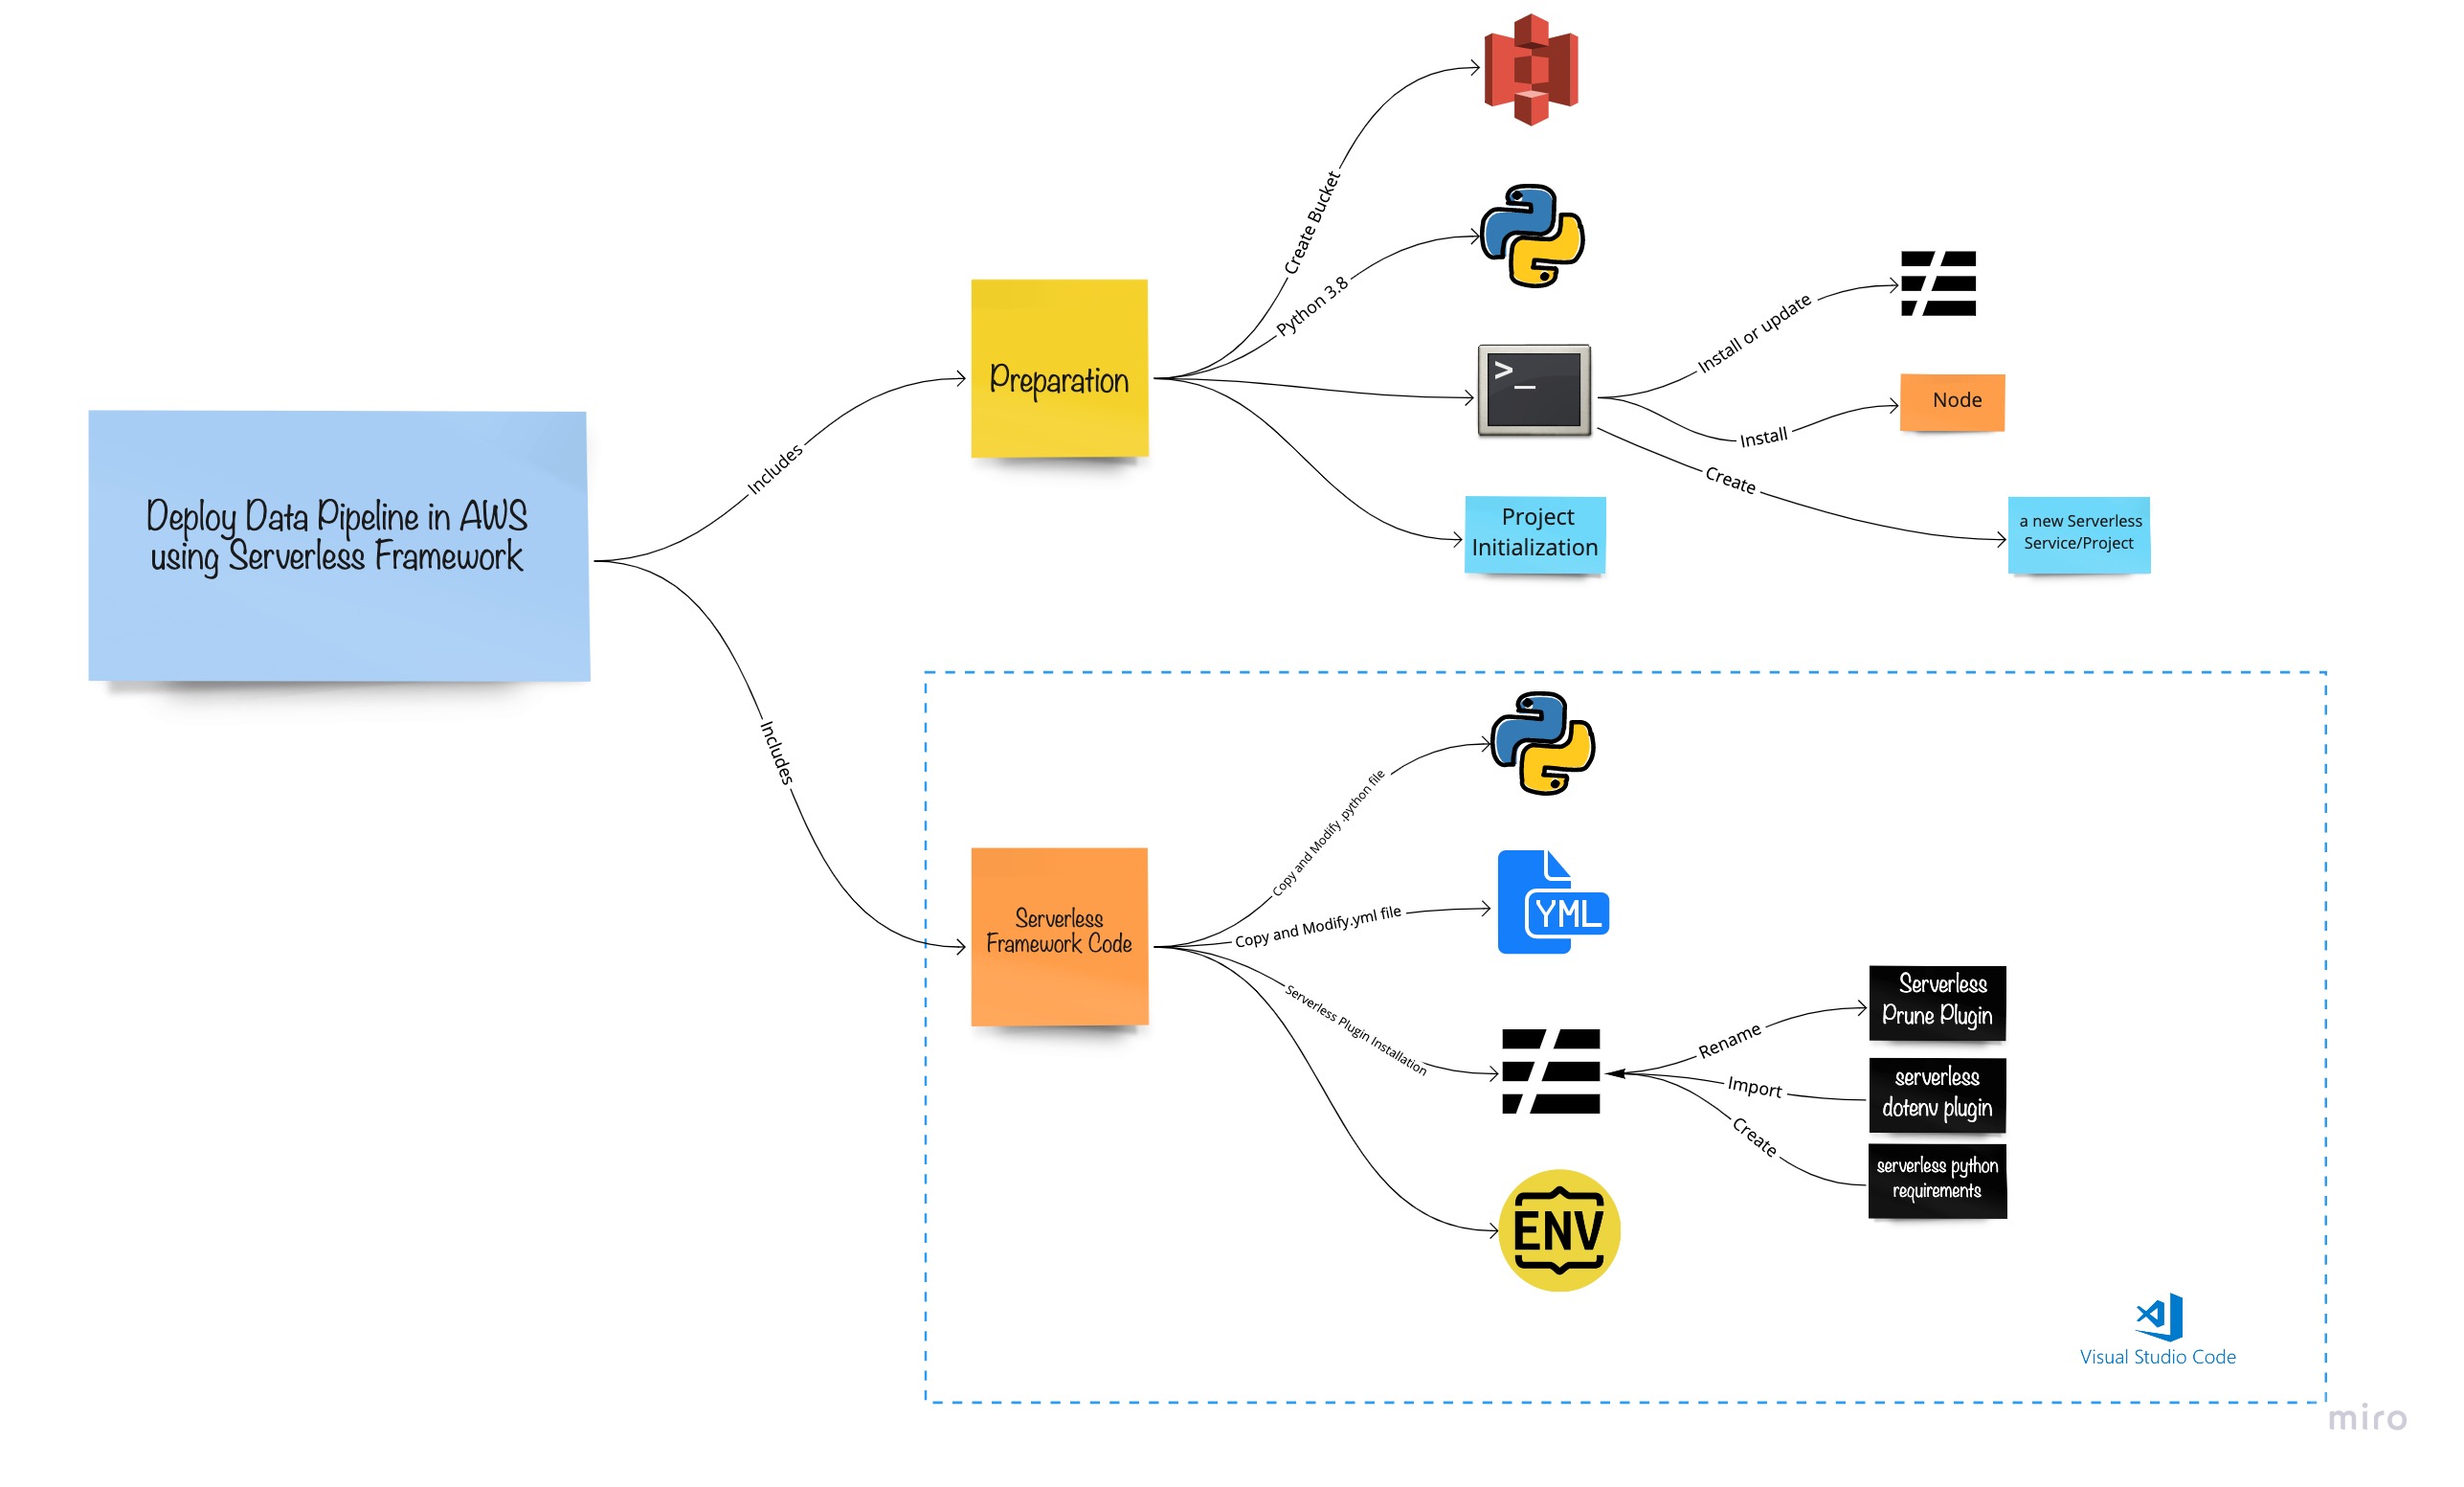 Deploy Data Pipeline in AWS
using Serverless Framework
Includes
Includes
Preparation
Create Bucket
Python 3.8
>_
Install or update
Install
Create
Node
Project
Initialization
a new Serverless
Service/Project
Serverless
Framework Code
Copy and Modify .python file
Copy and Modify.yml file
YML
Serverless Plugin Installation
ENV
Rename
Import
Create
Serverless
Prune Plugin
serverless
dotenv plugin
serverless python
requirements
Visual Studio Code
miro